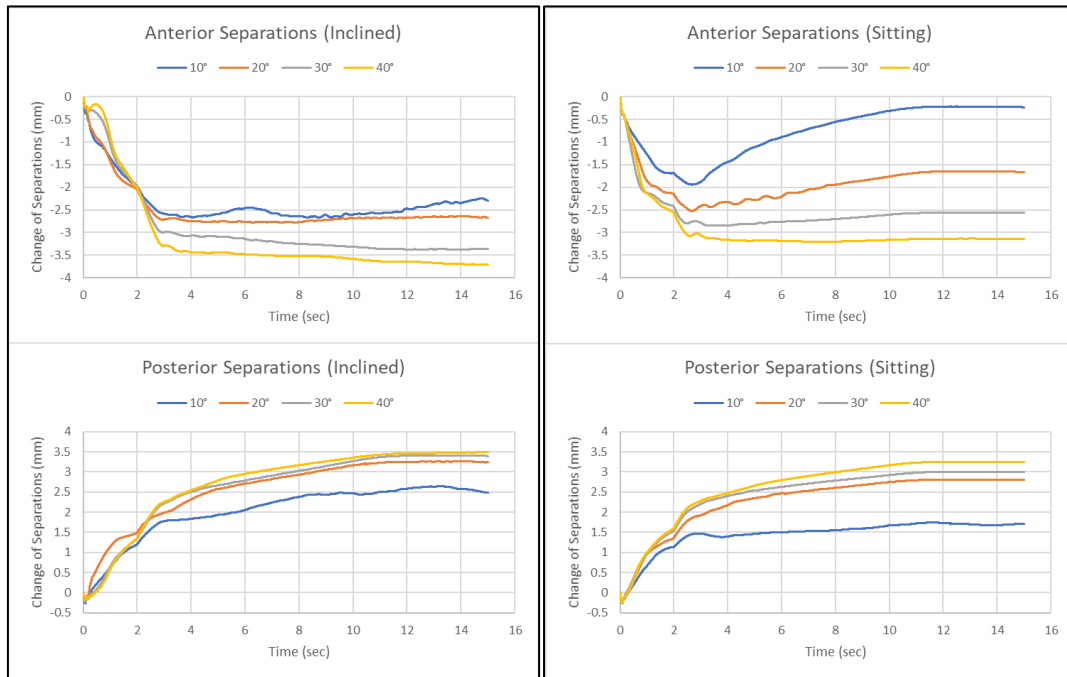 Anterior Separations (Inclined)
10° 20° 30° 40°
Change of Separations (mm)
0
-0.5
-1
-1.5
-2
-2.5
-3
-3.5
-4
0 2 4 6 8 10 12 14 16
Time (sec)
Anterior Separations (Sitting)
10° 20° 30° 40°
Change of Separations (mm)
0
-0.5
-1
-1.5
-2
-2.5
-3
-3.5
-4
0 2 4 6 8 10 12 14 16
Time (sec)
Posterior Separations (Inclined)
10° 20° 30° 40°
Change of Separations (mm)
4
3.5
3
2.5
2
1.5
1
0.5
0
-0.5
0 2 4 6 8 10 12 14 16
Time (sec)
Posterior Separations (Sitting)
10° 20° 30° 40°
Change of Separations (mm)
4
3.5
3
2.5
2
1.5
1
0.5
0
-0.5
0 2 4 6 8 10 12 14 16
Time (sec)